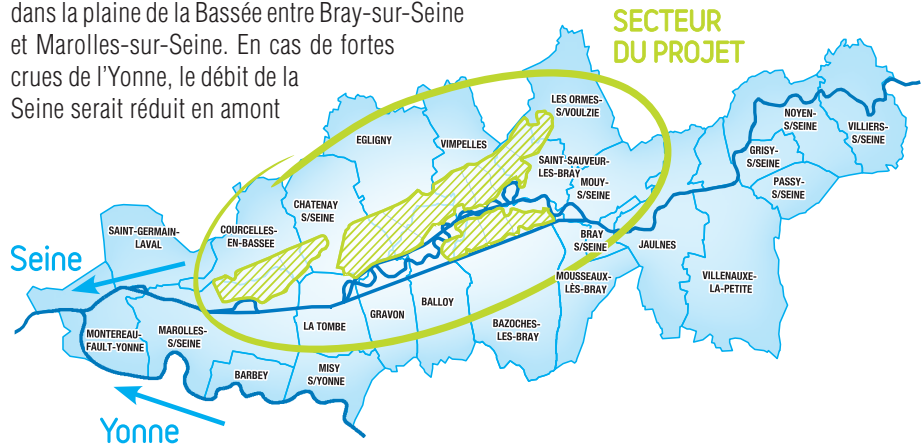 dans la plaine de la Bassée entre Bray-sur-Seine
et Marolles-sur-Seine. En cas de fortes
crues de l'Yonne, le débit de la
Seine serait réduit en amont
SECTEUR
DU PROJET
LES ORMES-
S/VOULZIE
NOYEN-
S/SEINE
VILLIERS-
S/SEINE
EGLIGNY
VIMPELLES
GRISY-
S/SEINE
SAINT-SAUVEUR-
LES-BRAY
MOUY-
S/SEINE
PASSY-
S/SEINE
CHATENAY
S/SEINE
SAINT-GERMAIN-
LAVAL
COURCELLES-
EN-BASSEE
BRAY
S/SEINE
JAULNES
Seine
MOUSSEAUX-
LÈS-BRAY
VILLENAUXE-
LA-PETITE
BALLOY
GRAVON
LA TOMBE
BAZOCHES-
LES-BRAY
MONTEREAU-
FAULT-YONNE
MAROLLES-
S/SEINE
BARBEY
MISY
S/YONNE
Yonne